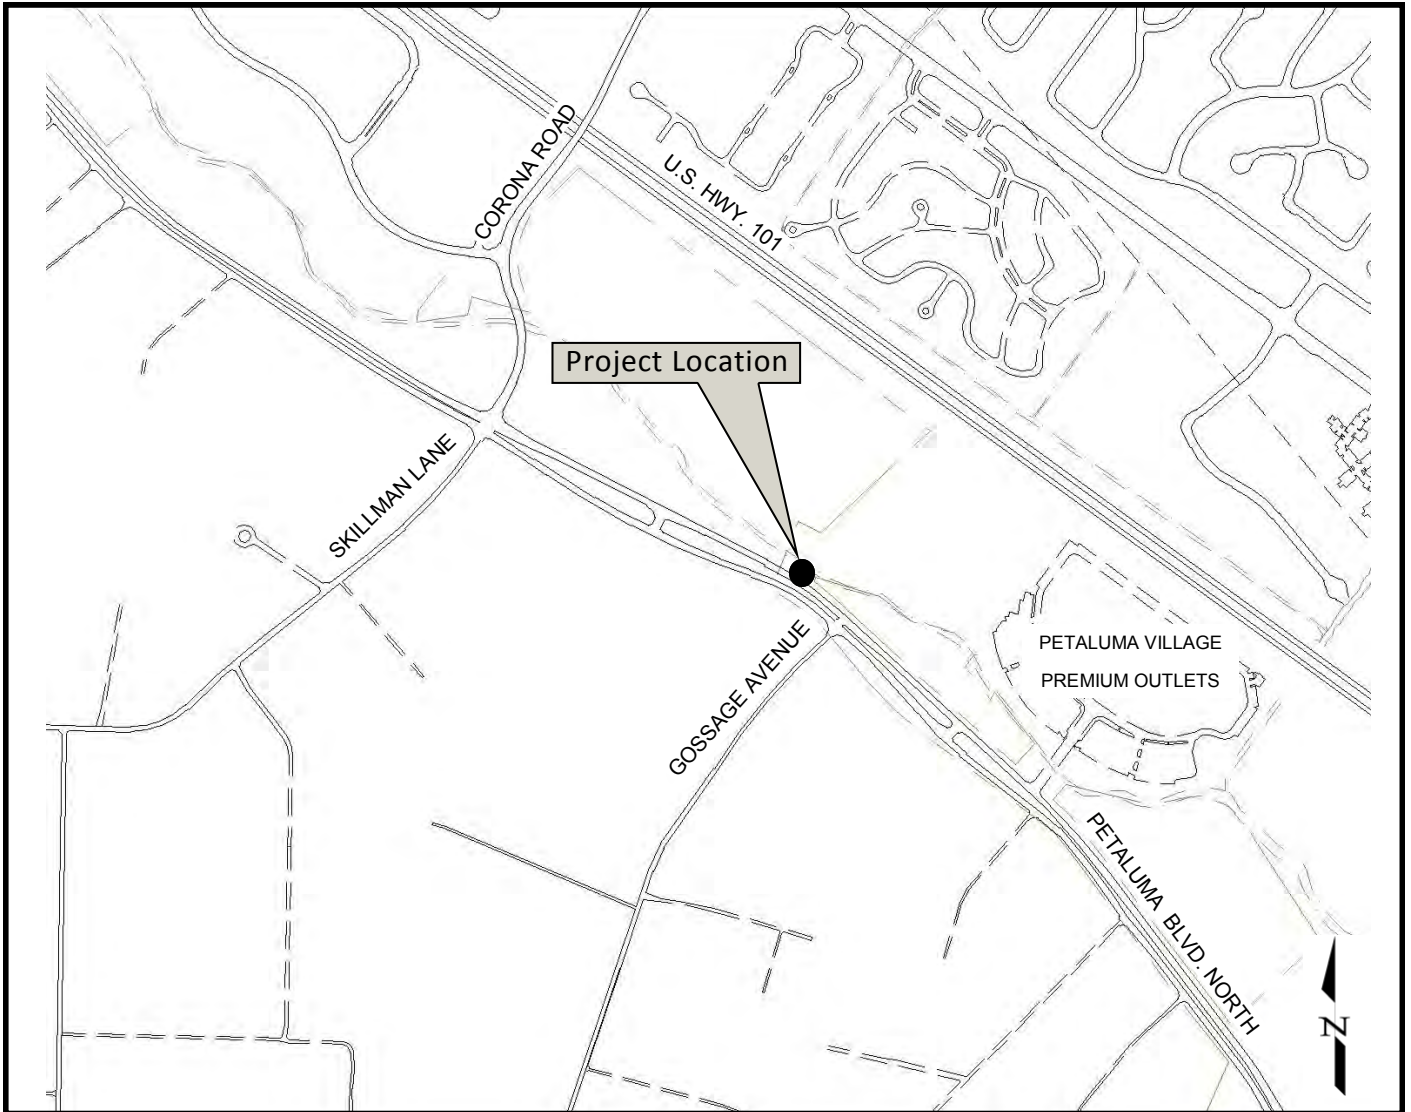 CORONA ROAD
U.S. HWY. 101
Project Location
SKILLMAN LANE
GOSSAGE AVENUE
PETALUMA VILLAGE
PREMIUM OUTLETS
PETALUMA BLVD. NORTH
N